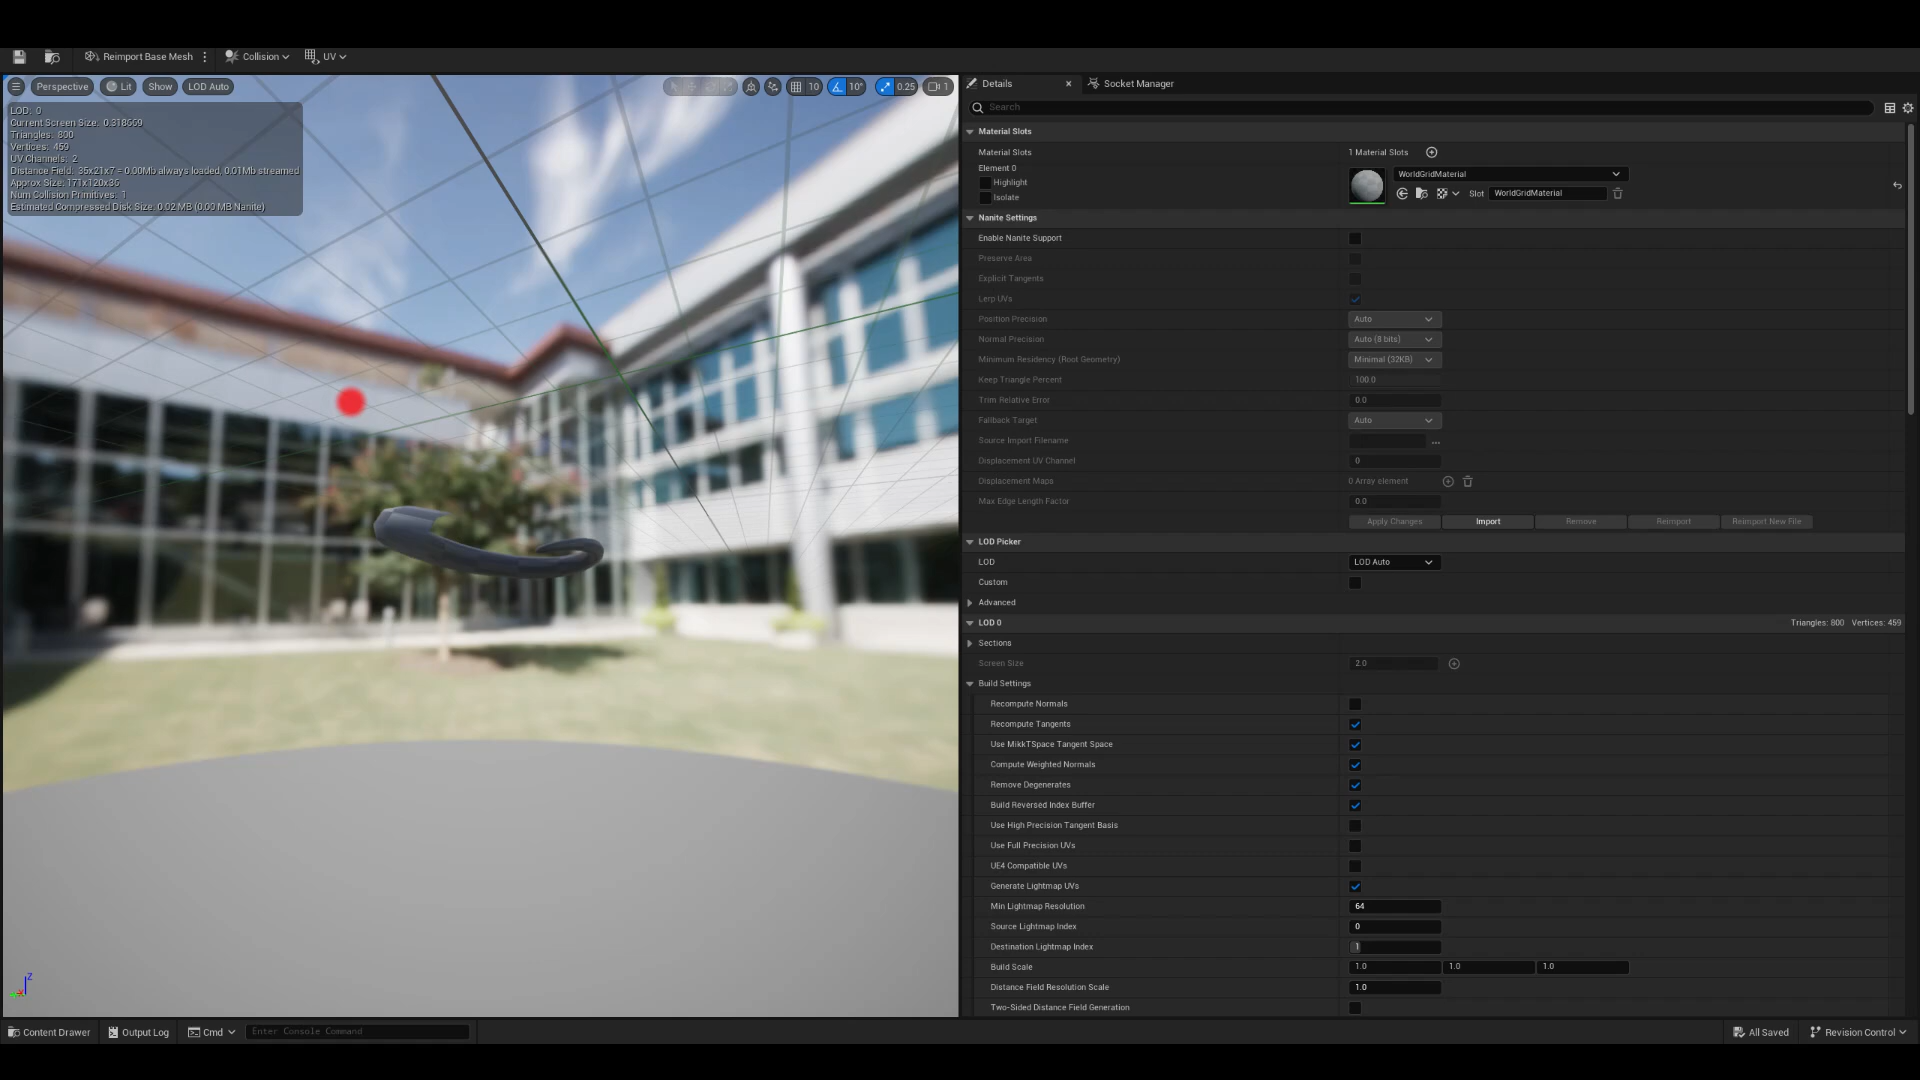 Reimport Base Mesh
Collision
UV
Perspective
Lit
Show
LOD Auto
10
10°
0.25
1
LOD: 0
Current Screen Size: 0.318669
Triangles: 800
Vertices: 459
UV Channels: 2
Distance Field: 35x21x7 = 0.00Mb always loaded, 0.01Mb streamed
Approx Size: 171x120x36
Num Collision Primitives: 1
Estimated Compressed Disk Size: 0.02 MB (0.00 MB Nanite)
Z
Details
Socket Manager
Search
Material Slots
Material Slots
1 Material Slots
Element 0
Highlight
Isolate
WorldGridMaterial
Slot
WorldGridMaterial
Nanite Settings
Enable Nanite Support
Preserve Area
Explicit Tangents
Lerp UVs
Position Precision
Auto
Normal Precision
Auto (8 bits)
Minimum Residency (Root Geometry)
Minimal (32KB)
Keep Triangle Percent
100.0
Trim Relative Error
0.0
Fallback Target
Auto
Source Import Filename
...
Displacement UV Channel
0
Displacement Maps
0 Array element
Max Edge Length Factor
0.0
Apply Changes
Import
Remove
Reimport
Reimport New File
LOD Picker
LOD
LOD Auto
Custom
Advanced
LOD 0
Triangles: 800 Vertices: 459
Sections
Screen Size
2.0
Build Settings
Recompute Normals
Recompute Tangents
Use MikkTSpace Tangent Space
Compute Weighted Normals
Remove Degenerates
Build Reversed Index Buffer
Use High Precision Tangent Basis
Use Full Precision UVs
UE4 Compatible UVs
Generate Lightmap UVs
Min Lightmap Resolution
64
Source Lightmap Index
0
Destination Lightmap Index
1
Build Scale
1.0
1.0
1.0
Distance Field Resolution Scale
1.0
Two-Sided Distance Field Generation
Content Drawer
Output Log
Cmd
Enter Console Command
All Saved
Revision Control